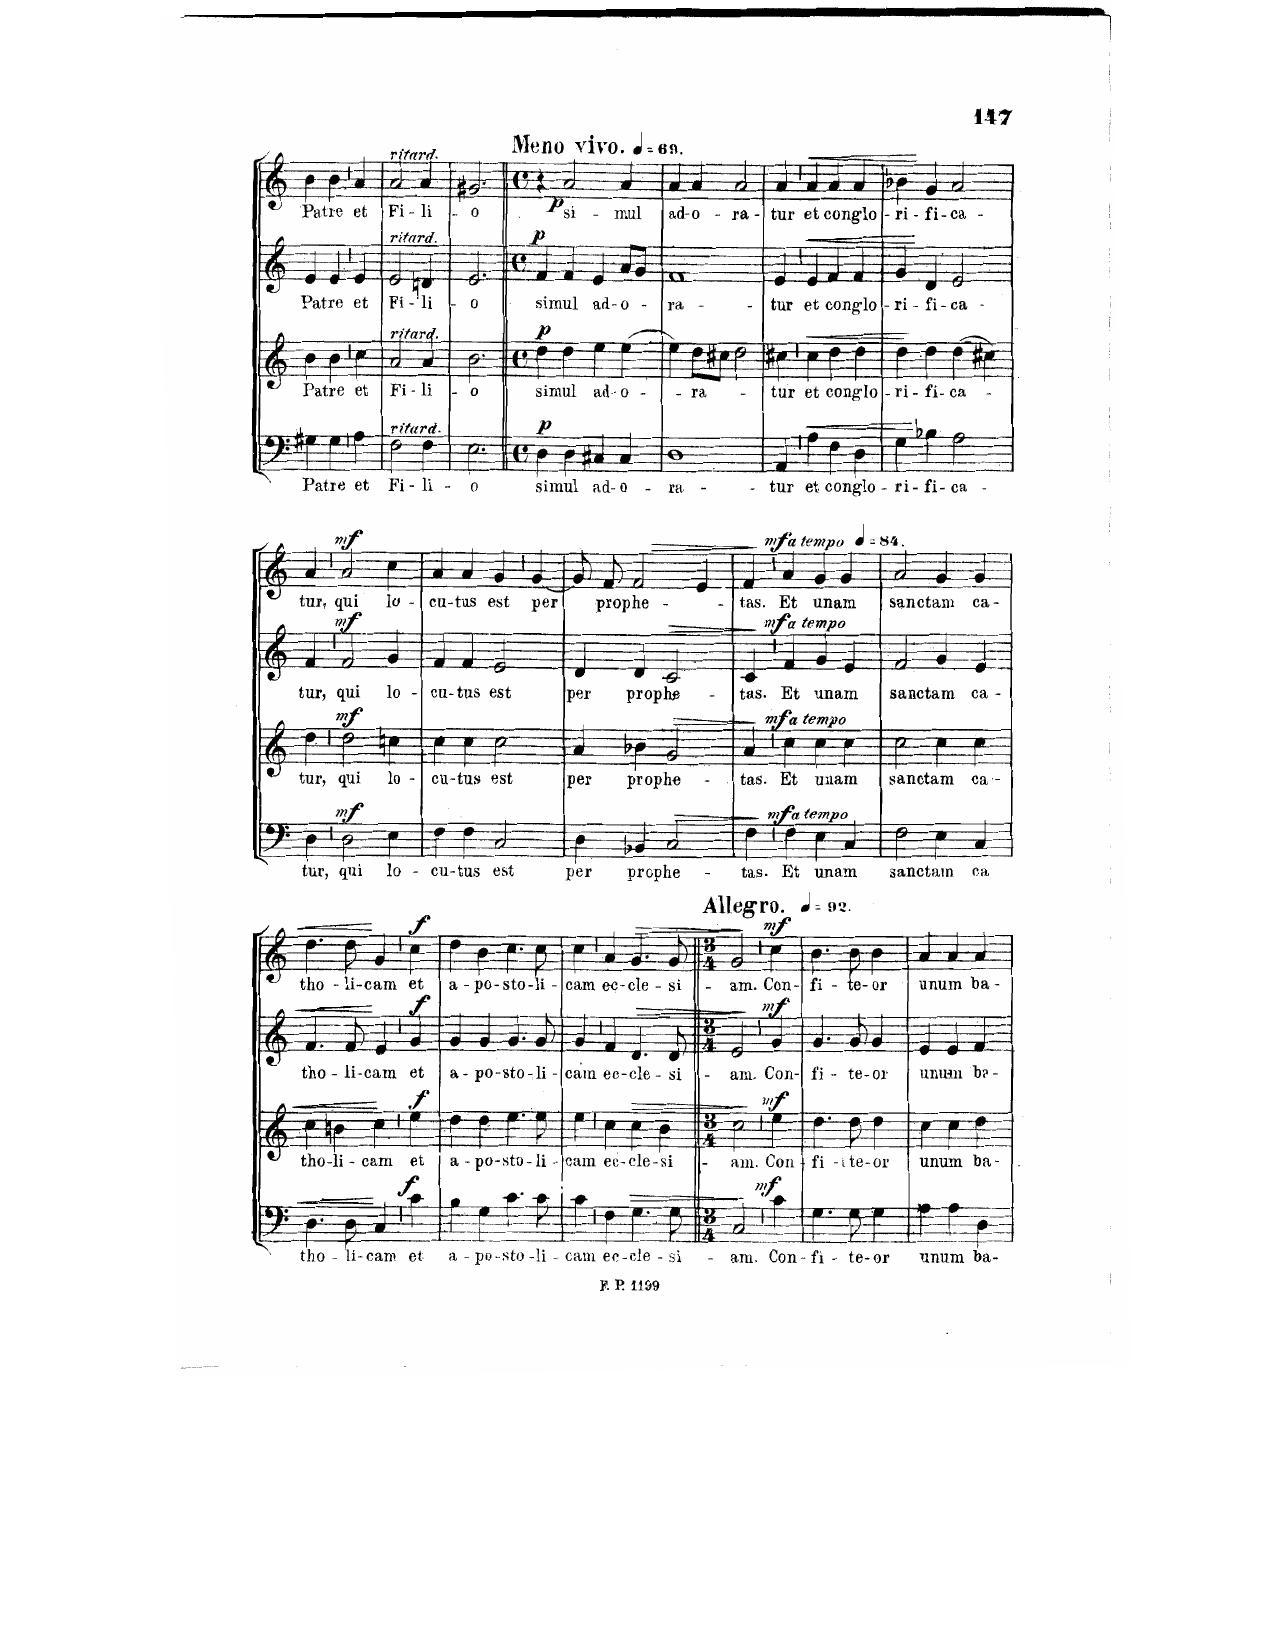 147
Meno vivo. ♩ = 69.
ritard.
Patre et Fi - li - o si - mul ad-o - ra - tur et conglo - ri - fi - ca -
p
ritard. p
Patre et Fi - li - o simul ad-o - ra - tur et conglo - ri - fi - ca -
ritard. p
Patre et Fi - li - o simul ad-o - ra - tur et conglo - ri - fi - ca -
ritard. p
Patre et Fi - li - o simul ad-o - ra - tur et conglo - ri - fi - ca -
mf mf a tempo ♩ = 84.
tur, qui lo - cu-tus est per prophe - tas. Et unam sanctam ca -
mf mf a tempo
tur, qui lo - cu-tus est per prophe - tas. Et unam sanctam ca -
mf mf a tempo
tur, qui lo - cu-tus est per prophe - tas. Et unam sanctam ca -
mf mf a tempo
tur, qui lo - cu-tus est per prophe - tas. Et unam sanctam ca
Allegro. ♩ = 92.
f mf
3 4
tho - li-cam et a - po-sto-li - cam ec-cle - si - am. Con - fi - te-or unum ba -
f mf
3 4
tho - li-cam et a - po-sto-li - cam ec-cle - si - am. Con - fi - te-or unum ba -
f mf
3 4
tho-li - cam et a - po-sto-li - cam ec-cle-si - am. Con fi - te-or unum ba -
f mf
3 4
tho - li-cam et a - po-sto-li - cam ec-cle - si - am. Con - fi - te-or unum ba-
F. P. 1199